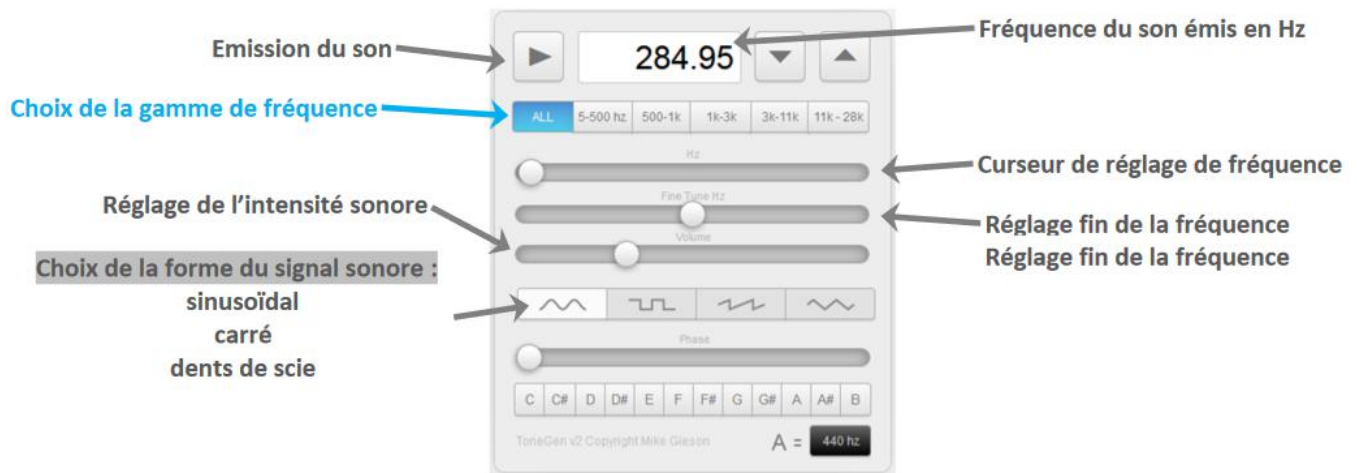 Emission du son
284.95
Fréquence du son émis en Hz
Choix de la gamme de fréquence
ALL 5-500 hz 500-1k 1k-3k 3k-11k 11k - 28k
Hz
Curseur de réglage de fréquence
Fine Tune Hz
Réglage de l’intensité sonore
Réglage fin de la fréquence
Volume
Réglage fin de la fréquence
Choix de la forme du signal sonore :
sinusoïdal
carré
dents de scie
Phase
C C# D D# E F F# G G# A A# B
ToneGen v2 Copyright Mike Gieson
A = 440 hz